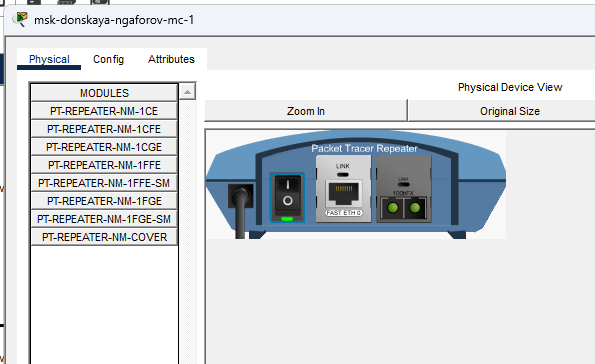 msk-donskaya-ngaforov-mc-1
Physical Config Attributes
MODULES
PT-REPEATER-NM-1CE
PT-REPEATER-NM-1CFE
PT-REPEATER-NM-1CGE
PT-REPEATER-NM-1FFE
PT-REPEATER-NM-1FFE-SM
PT-REPEATER-NM-1FGE
PT-REPEATER-NM-1FGE-SM
PT-REPEATER-NM-COVER
Physical Device View
Zoom In Original Size
Packet Tracer Repeater
LINK
LINK
100bFX
FAST ETH 0